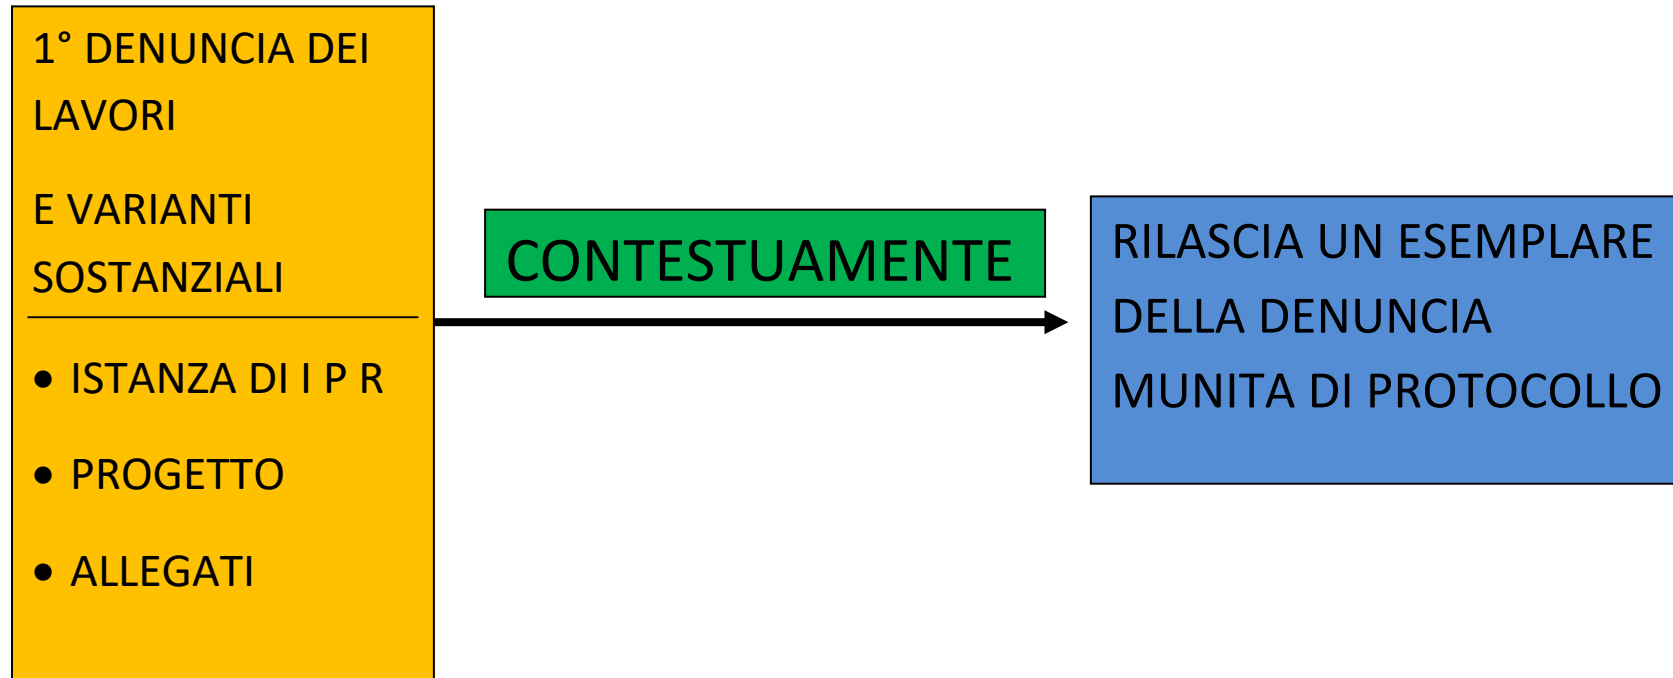 1° DENUNCIA DEI
LAVORI
E VARIANTI
SOSTANZIALI
• ISTANZA DI I P R
• PROGETTO
• ALLEGATI
CONTESTUAMENTE
RILASCIA UN ESEMPLARE
DELLA DENUNCIA
MUNITA DI PROTOCOLLO